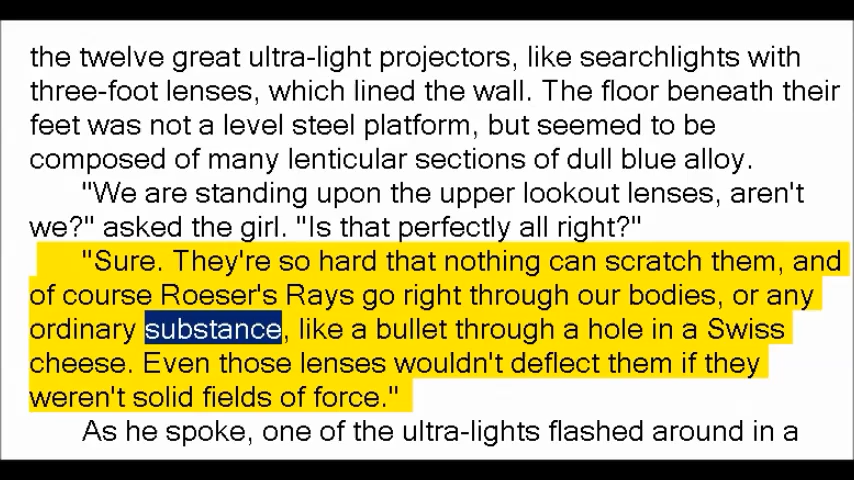 the twelve great ultra-light projectors, like searchlights with
three-foot lenses, which lined the wall. The floor beneath their
feet was not a level steel platform, but seemed to be
composed of many lenticular sections of dull blue alloy.
"We are standing upon the upper lookout lenses, aren't
we?" asked the girl. "Is that perfectly all right?"
"Sure. They're so hard that nothing can scratch them, and
of course Roeser's Rays go right through our bodies, or any
ordinary substance, like a bullet through a hole in a Swiss
cheese. Even those lenses wouldn't deflect them if they
weren't solid fields of force."
As he spoke, one of the ultra-lights flashed around in a